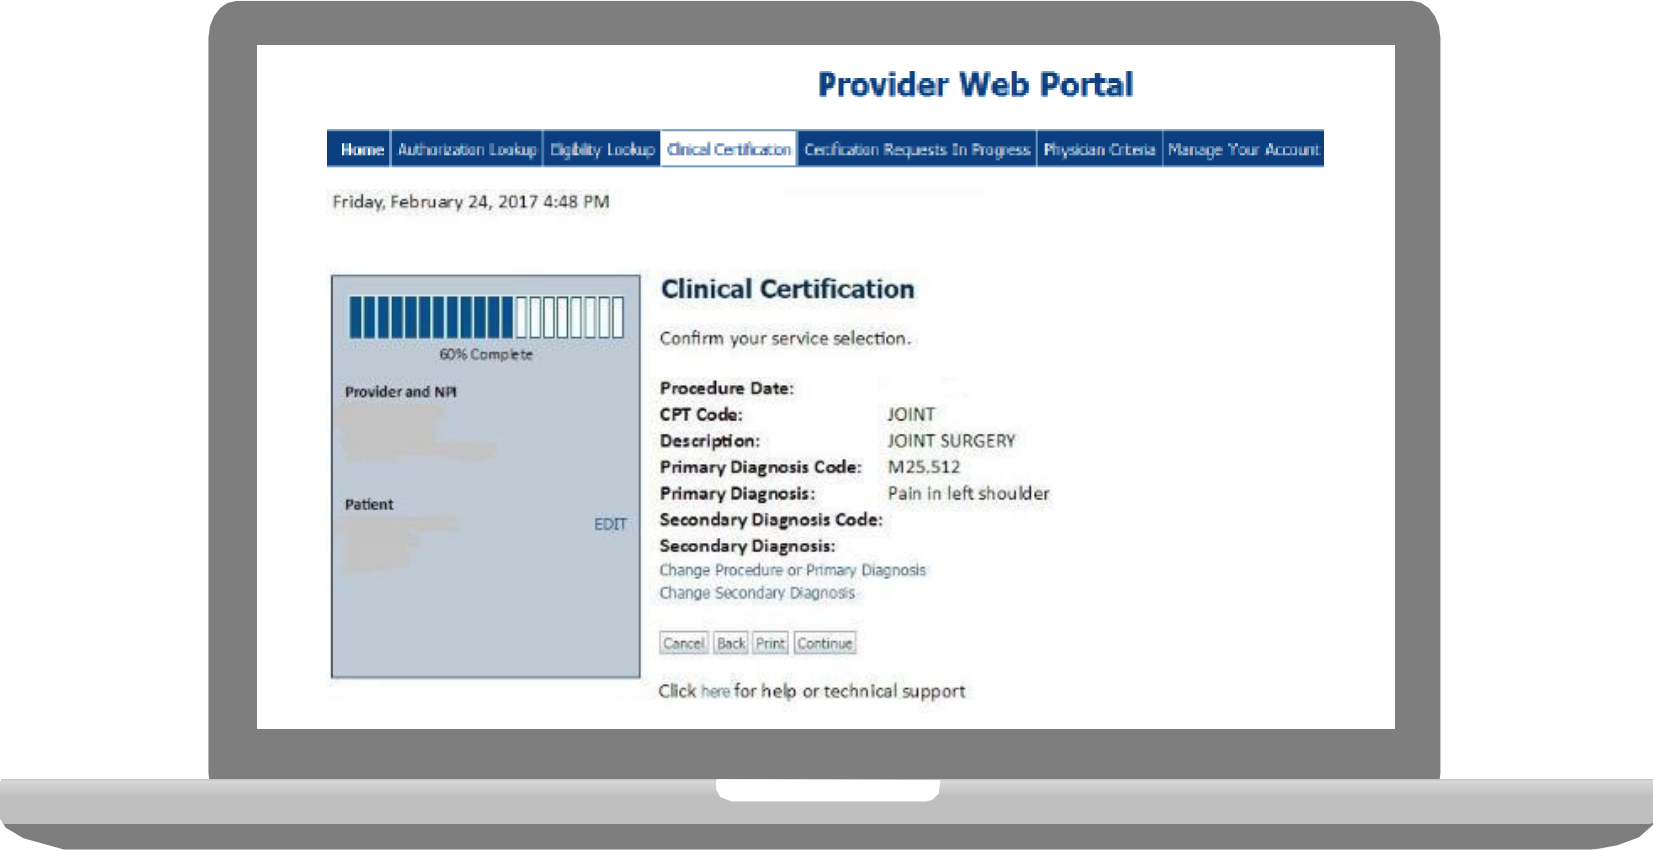 Provider Web Portal
Home Authorization Lookup Eligibility Lookup Clinical Certification Certification Requests In Progress Physician Criteria Manage Your Account
Friday, February 24, 2017 4:48 PM
60% Complete
Provider and NPI
Patient
EDIT
Clinical Certification
Confirm your service selection.
Procedure Date:
CPT Code: JOINT
Description: JOINT SURGERY
Primary Diagnosis Code: M25.512
Primary Diagnosis: Pain in left shoulder
Secondary Diagnosis Code:
Secondary Diagnosis:
Change Procedure or Primary Diagnosis
Change Secondary Diagnosis
Cancel Back Print Continue
Click here for help or technical support